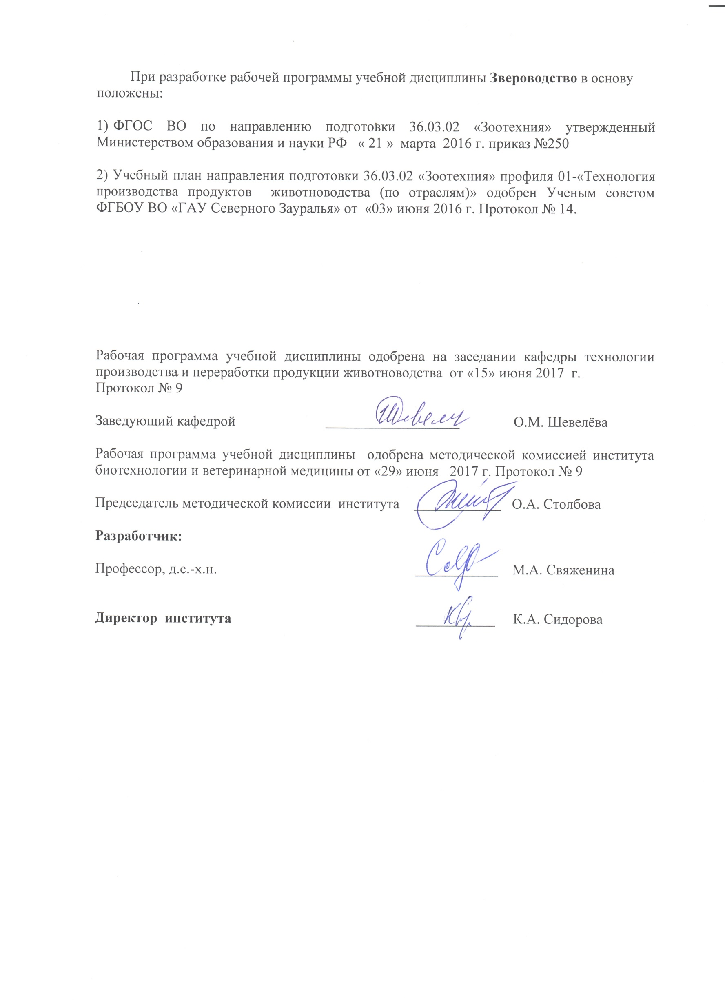 При разработке рабочей программы учебной дисциплины Звероводство в основу
положены:
1) ФГОС ВО по направлению подготовки 36.03.02 «Зоотехния» утвержденный
Министерством образования и науки РФ « 21 » марта 2016 г. приказ №250
2) Учебный план направления подготовки 36.03.02 «Зоотехния» профиля 01-«Технология
производства продуктов животноводства (по отраслям)» одобрен Ученым советом
ФГБОУ ВО «ГАУ Северного Зауралья» от «03» июня 2016 г. Протокол № 14.
Рабочая программа учебной дисциплины одобрена на заседании кафедры технологии
производства и переработки продукции животноводства от «15» июня 2017 г.
Протокол № 9
Заведующий кафедрой О.М. Шевелёва
Рабочая программа учебной дисциплины одобрена методической комиссией института
биотехнологии и ветеринарной медицины от «29» июня 2017 г. Протокол № 9
Председатель методической комиссии института О.А. Столбова
Разработчик:
Профессор, д.с.-х.н. М.А. Свяженина
Директор института К.А. Сидорова